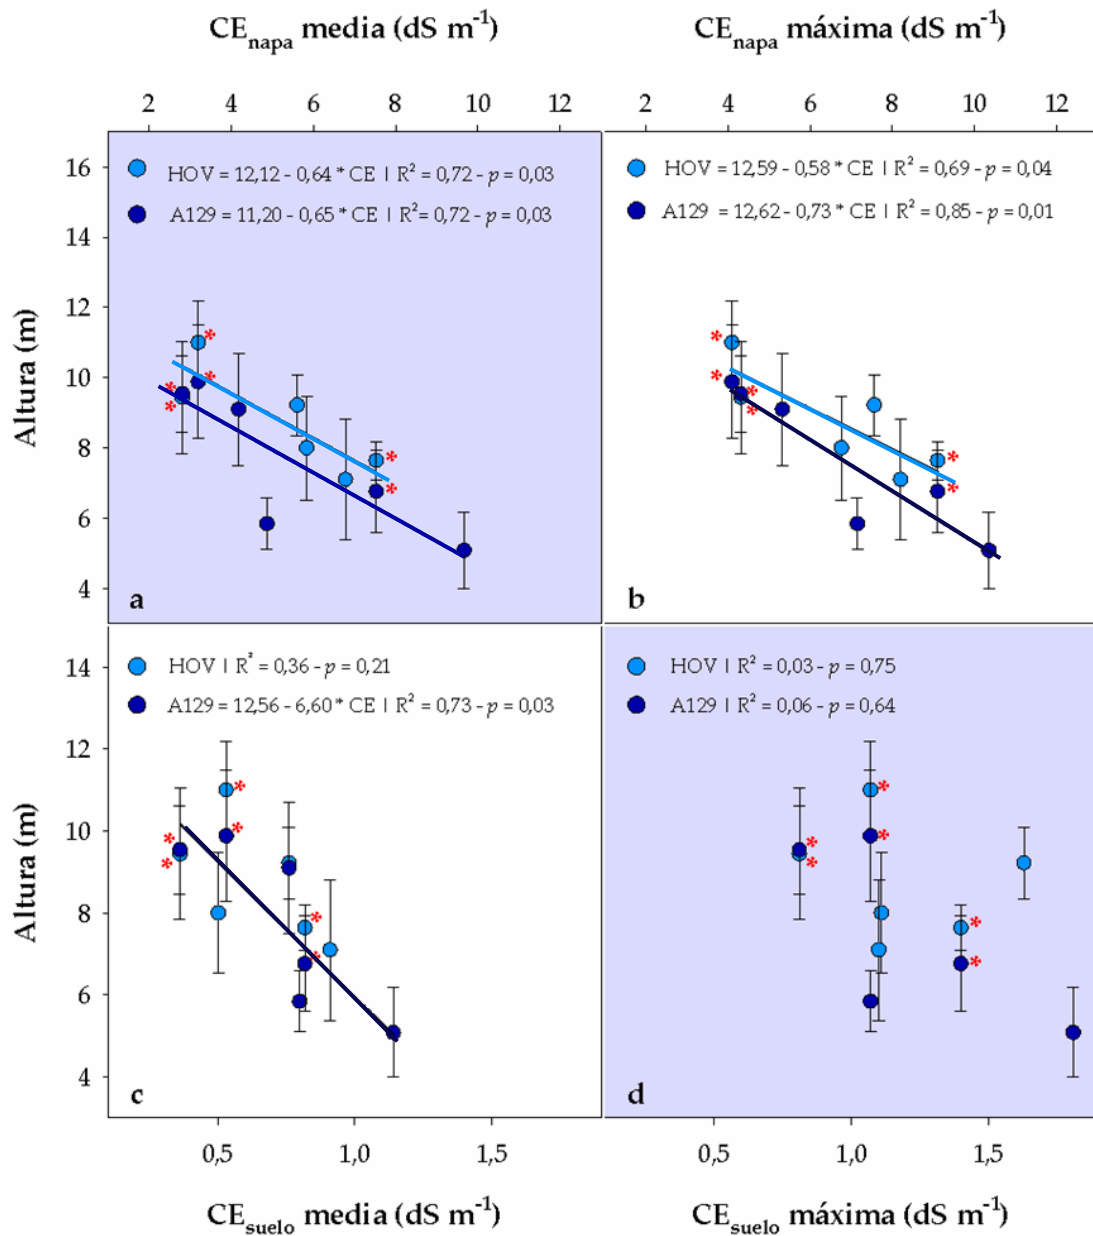 CE_napa media (dS m⁻¹)
CE_napa máxima (dS m⁻¹)
2 4 6 8 10 12
2 4 6 8 10 12
16
14
12
10
8
6
4
Altura (m)
HOV = 12,12 - 0,64 * CE | R² = 0,72 - p = 0,03
A129 = 11,20 - 0,65 * CE | R² = 0,72 - p = 0,03
* * * * * *
a
HOV = 12,59 - 0,58 * CE | R² = 0,69 - p = 0,04
A129 = 12,62 - 0,73 * CE | R² = 0,85 - p = 0,01
* * * * * *
b
14
12
10
8
6
4
Altura (m)
HOV | R² = 0,36 - p = 0,21
A129 = 12,56 - 6,60 * CE | R² = 0,73 - p = 0,03
* * * * * *
c
HOV | R² = 0,03 - p = 0,75
A129 | R² = 0,06 - p = 0,64
* * * * * *
d
0,5 1,0 1,5
0,5 1,0 1,5
CE_suelo media (dS m⁻¹)
CE_suelo máxima (dS m⁻¹)